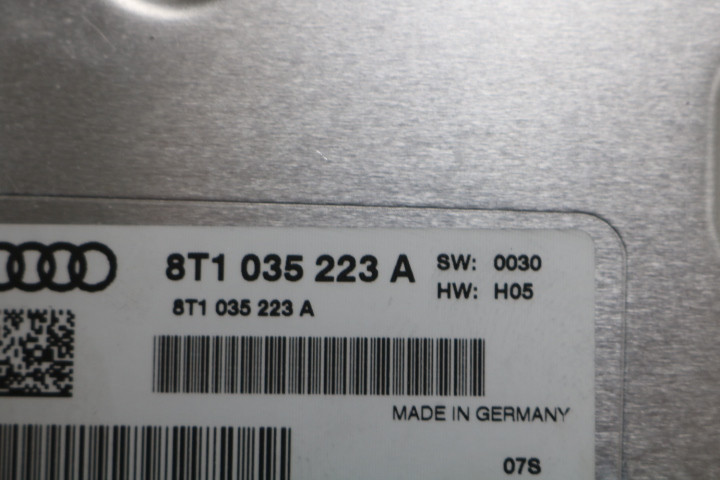 8T1 035 223 A SW: 0030
8T1 035 223 A HW: H05
MADE IN GERMANY
07S